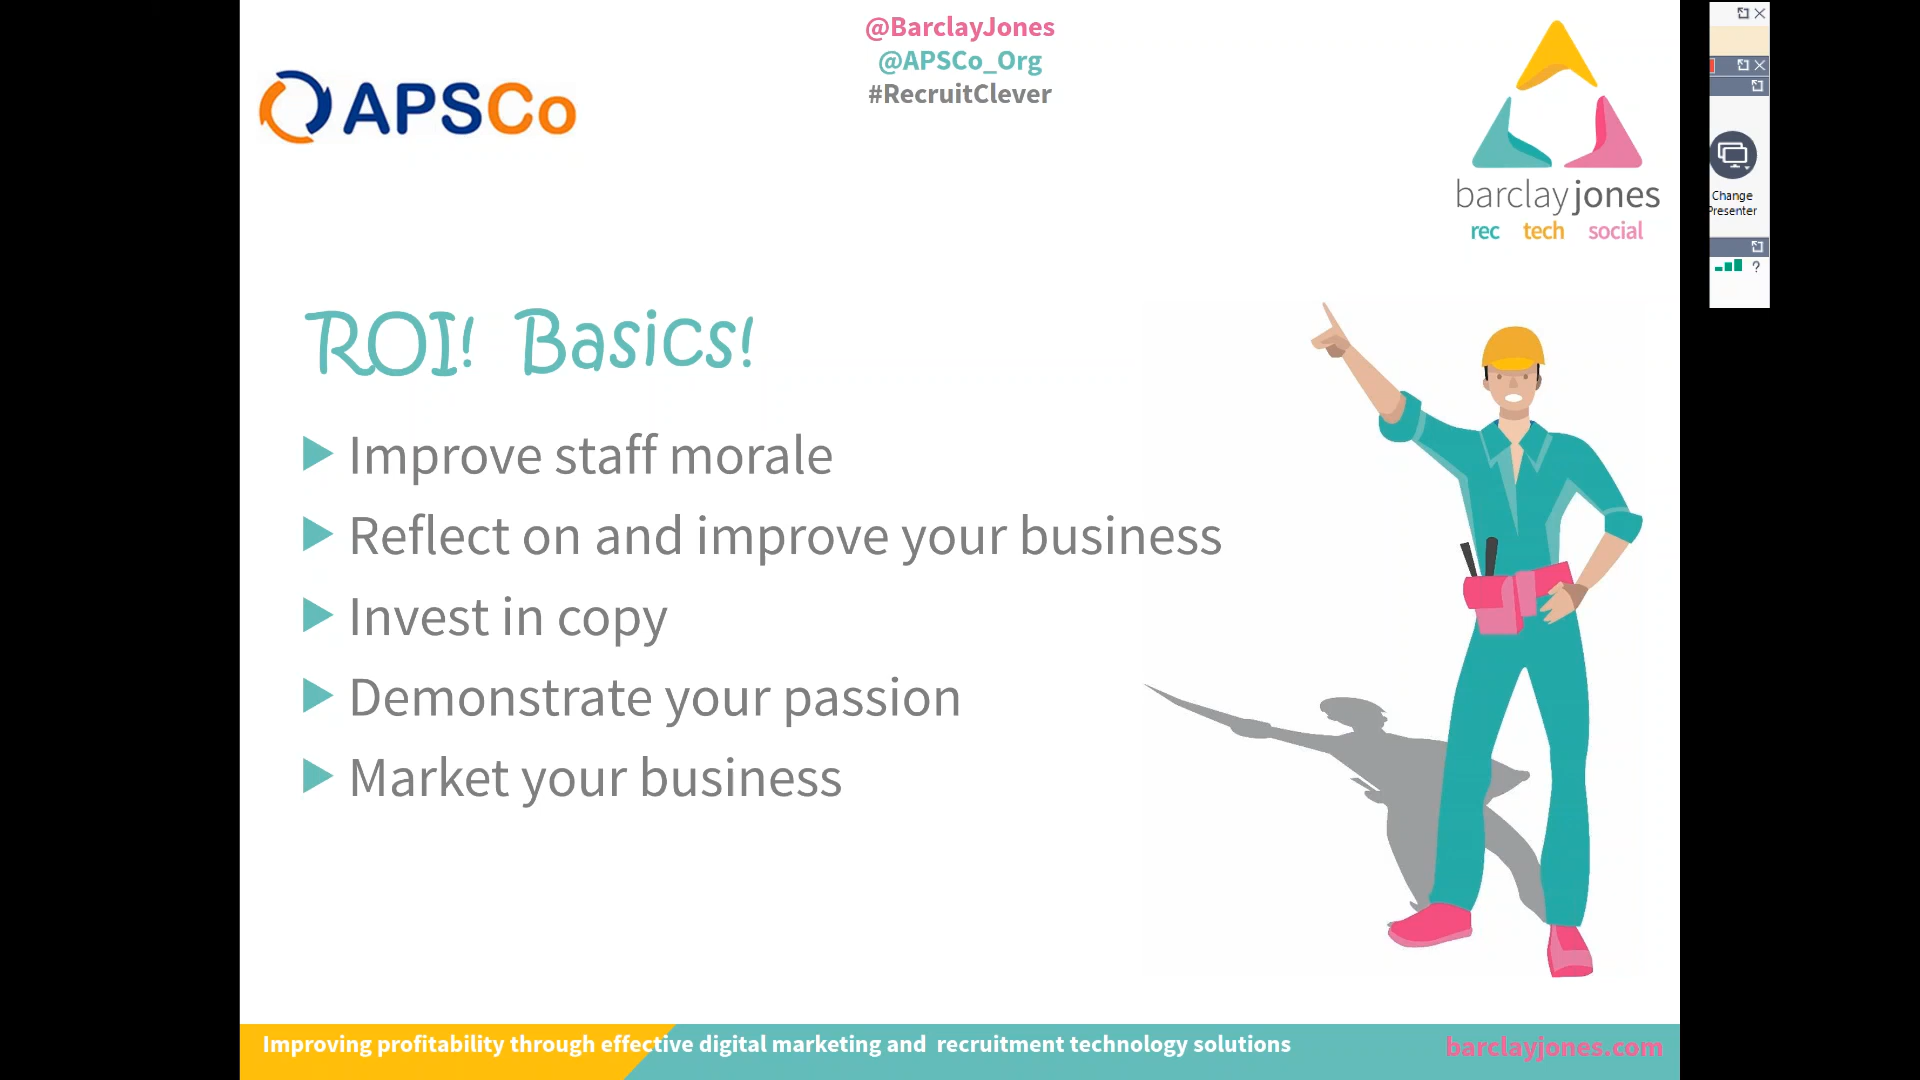 @BarclayJones
@APSCo_Org
#RecruitClever
APSCo
barclayjones
rec tech social
Change
Presenter
?
ROI! Basics!
Improve staff morale
Reflect on and improve your business
Invest in copy
Demonstrate your passion
Market your business
Improving profitability through effective digital marketing and recruitment technology solutions
barclayjones.com